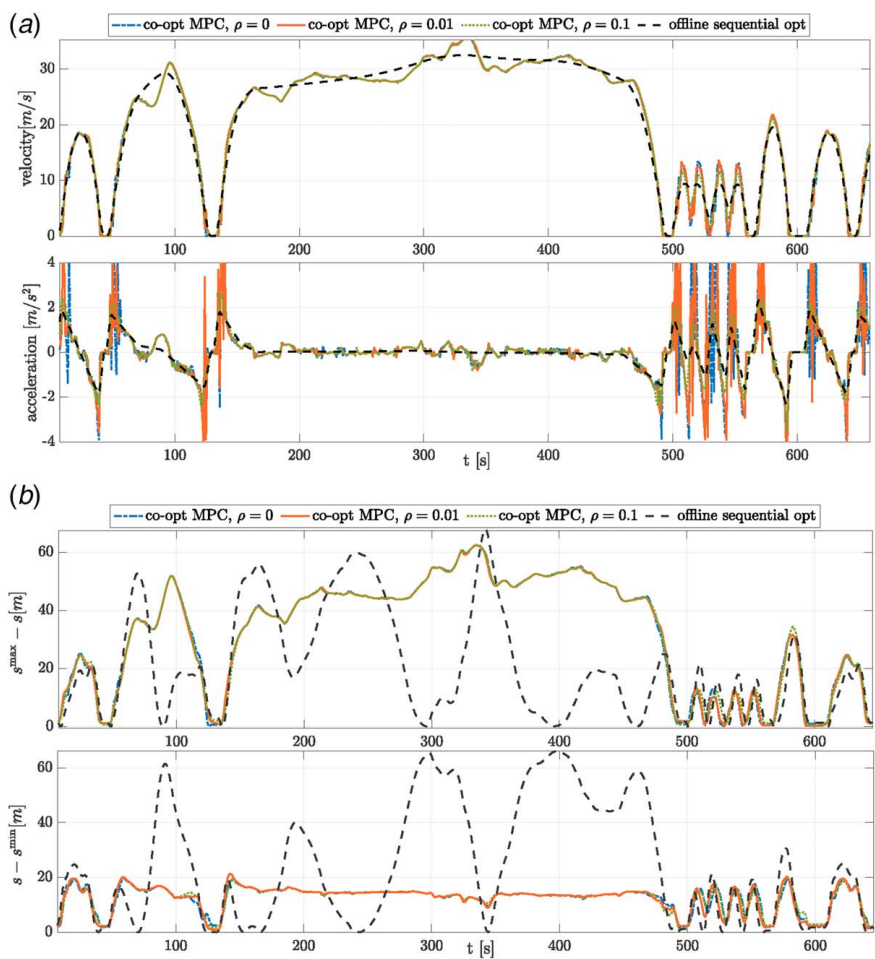 (a)
co-opt MPC, ρ = 0 co-opt MPC, ρ = 0.01 co-opt MPC, ρ = 0.1 offline sequential opt
velocity[m/s]
30
20
10
0
100 200 300 400 500 600
acceleration [m/s²]
4
2
0
-2
-4
100 200 300 400 500 600
t [s]
(b)
co-opt MPC, ρ = 0 co-opt MPC, ρ = 0.01 co-opt MPC, ρ = 0.1 offline sequential opt
s^max − s[m]
60
40
20
0
100 200 300 400 500 600
s − s^min[m]
60
40
20
0
100 200 300 400 500 600
t [s]